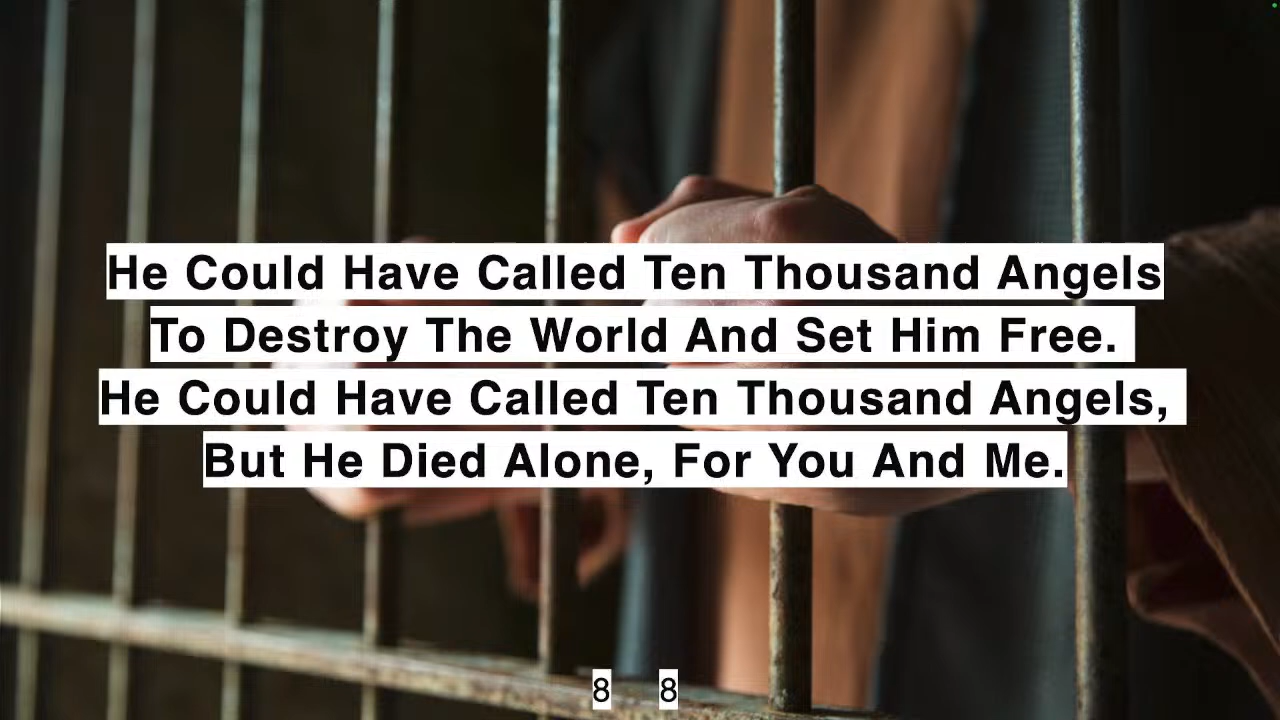 He Could Have Called Ten Thousand Angels
To Destroy The World And Set Him Free.
He Could Have Called Ten Thousand Angels,
But He Died Alone, For You And Me.
8 8